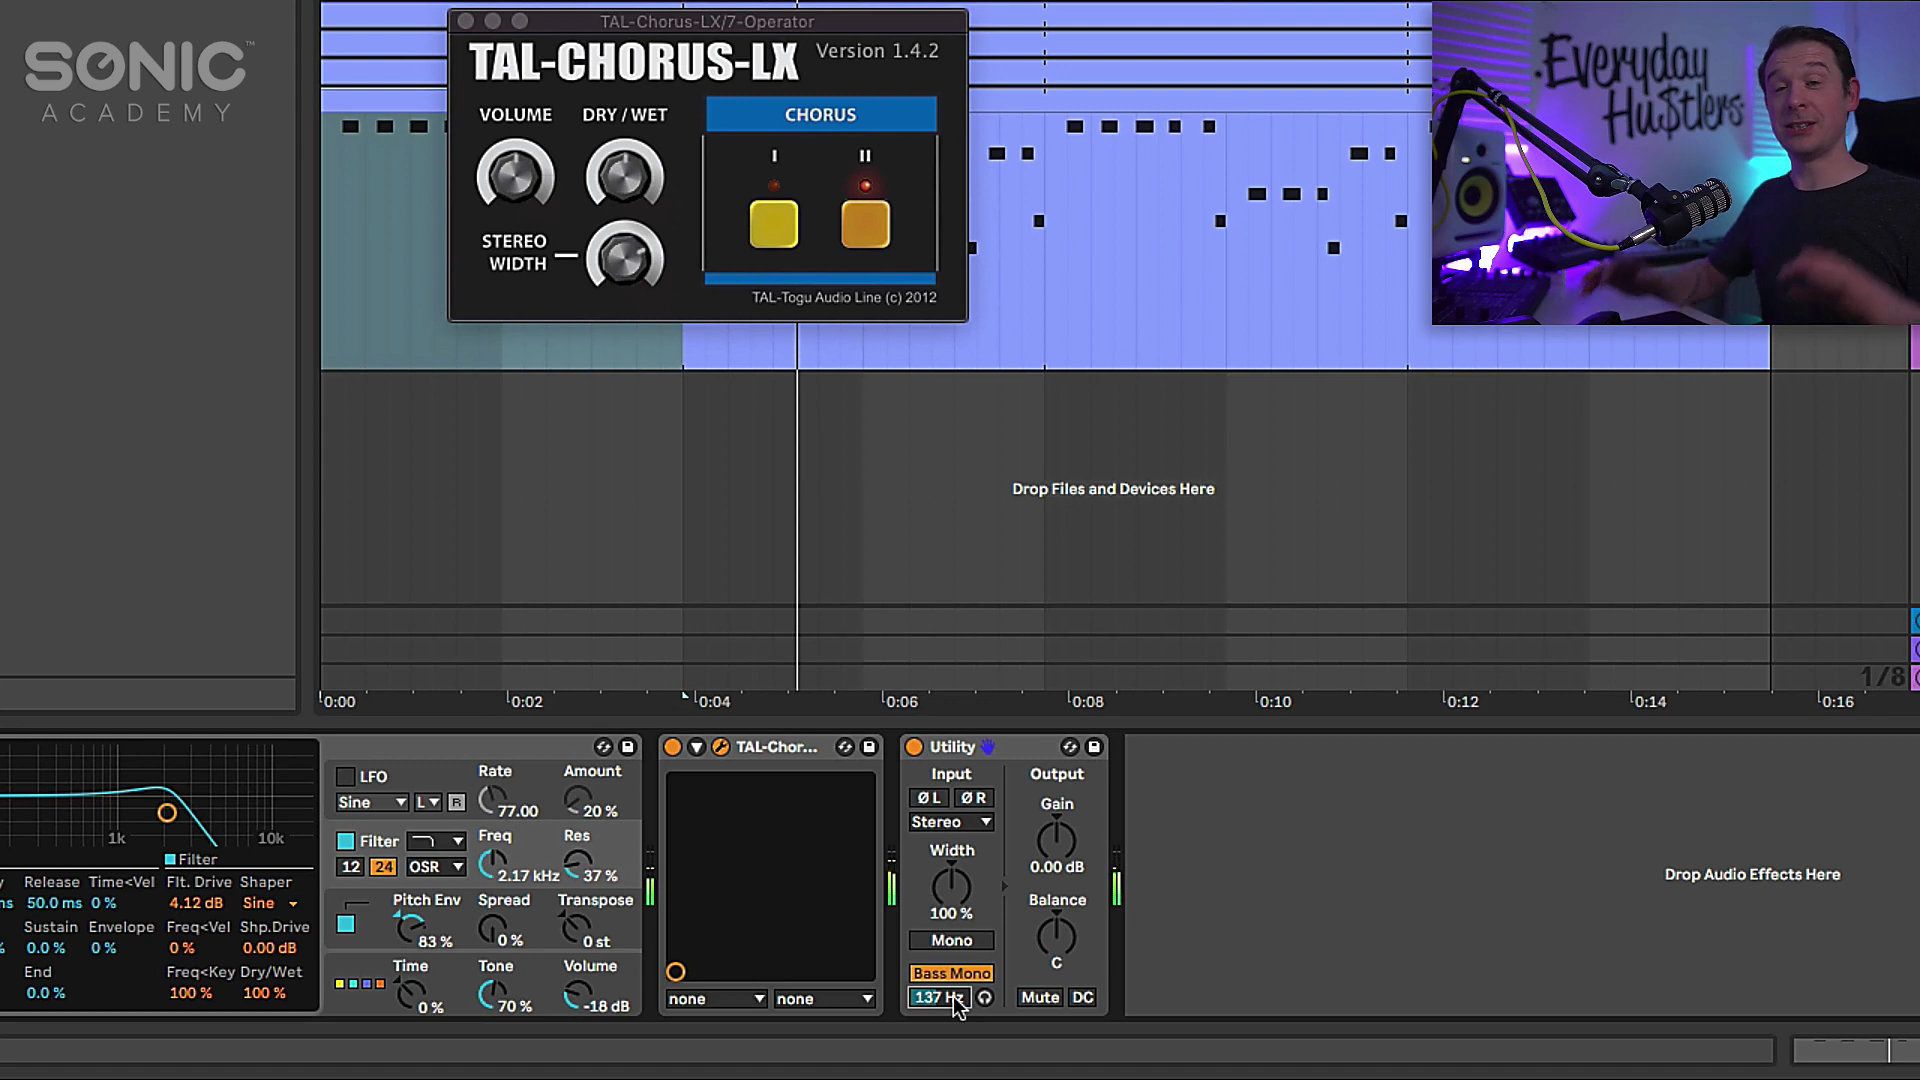 SONIC™
ACADEMY
TAL-Chorus-LX/7-Operator
TAL-CHORUS-LX Version 1.4.2
VOLUME DRY / WET CHORUS
I II
STEREO
WIDTH
TAL-Togu Audio Line (c) 2012
Everyday
Hu$tlers
Drop Files and Devices Here
1/8
0:00 0:02 0:04 0:06 0:08 0:10 0:12 0:14 0:16
1k 10k
Filter
Release Time<Vel Flt. Drive Shaper
ms 50.0 ms 0 % 4.12 dB Sine
Sustain Envelope Freq<Vel Shp.Drive
% 0.0 % 0 % 0 % 0.00 dB
End Freq<Key Dry/Wet
0.0 % 100 % 100 %
LFO Rate Amount
Sine L R 77.00 20 %
Filter Freq Res
12 24 OSR 2.17 kHz 37 %
Pitch Env Spread Transpose
83 % 0 % 0 st
Time Tone Volume
0 % 70 % -18 dB
TAL-Chor...
none none
Utility
Input Output
Ø L Ø R Gain
Stereo
Width 0.00 dB
100 % Balance
Mono C
Bass Mono
137 Hz Mute DC
Drop Audio Effects Here